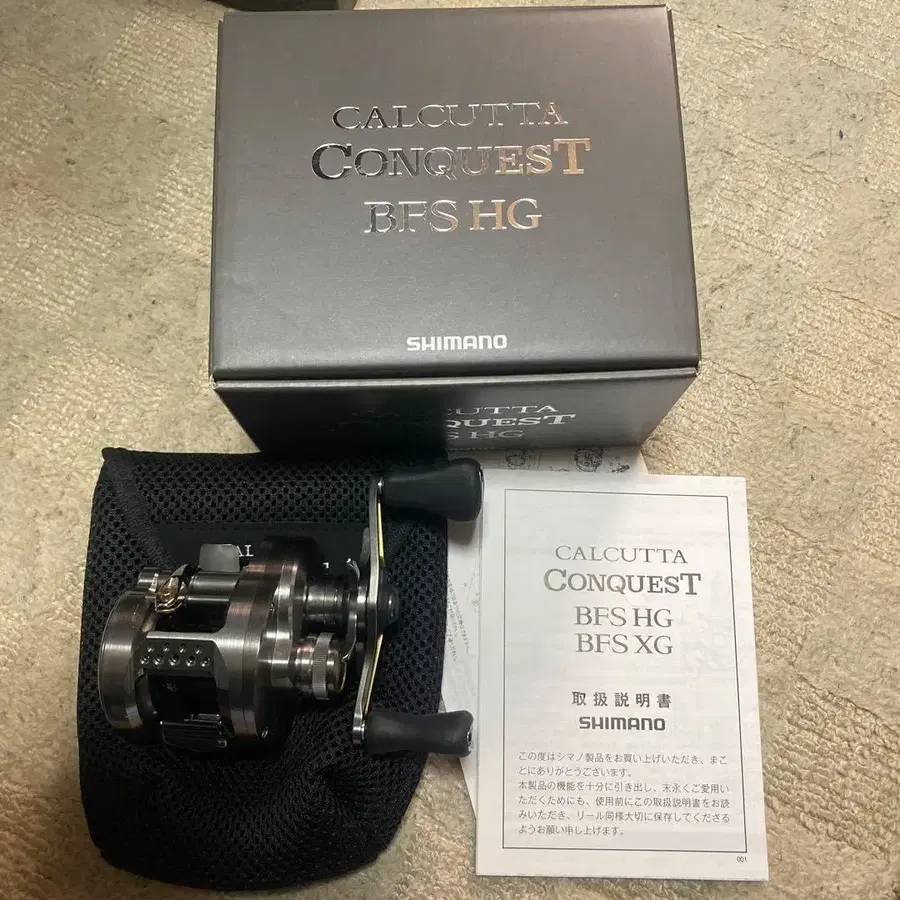 CALCUTTA
CONQUEST
BFS HG
SHIMANO
CALCUTTA
CONQUEST
BFS HG
CALCUTTA
CONQUEST
BFS HG
BFS XG
取扱説明書
SHIMANO
この度はシマノ製品をお買い上げいただき、まこ
とにありがとうございます。
本製品の機能を十分に引き出し、末永くご愛用い
ただくためにも、使用前にこの取扱説明書をお読
みいただき、リール同様大切に保存してくださる
ようお願い申し上げます。
001